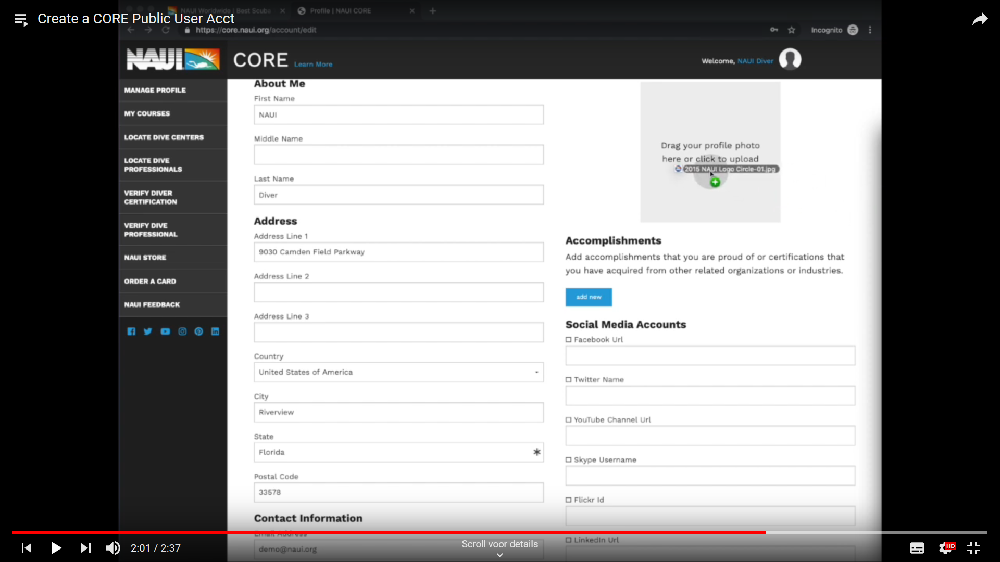 NAUI Worldwide | Best Scuba
Profile | NAUI CORE
Create a CORE Public User Acct
https://core.naui.org/account/edit
Incognito
NAUI
CORE
Learn More
Welcome, NAUI Diver
MANAGE PROFILE
MY COURSES
LOCATE DIVE CENTERS
LOCATE DIVE
PROFESSIONALS
VERIFY DIVER
CERTIFICATION
VERIFY DIVE
PROFESSIONAL
NAUI STORE
ORDER A CARD
NAUI FEEDBACK
About Me
First Name
NAUI
Middle Name
Last Name
Diver
Address
Address Line 1
9030 Camden Field Parkway
Address Line 2
Address Line 3
Country
United States of America
City
Riverview
State
Florida
Postal Code
33578
Contact Information
Email Address
demo@naui.org
Drag your profile photo
here or click to upload
2015 NAUI Logo Circle-01.jpg
Accomplishments
Add accomplishments that you are proud of or certifications that
you have acquired from other related organizations or industries.
add new
Social Media Accounts
Facebook Url
Twitter Name
YouTube Channel Url
Skype Username
Flickr Id
LinkedIn Url
2:01 / 2:37
Scroll voor details
HD